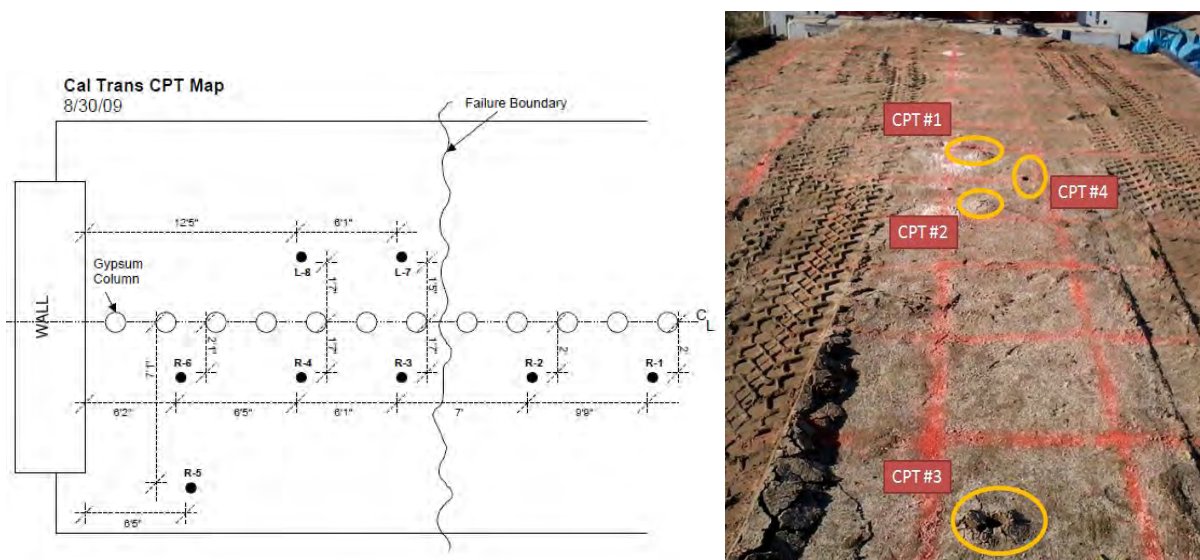 Cal Trans CPT Map
8/30/09
Failure Boundary
12'5"
6'1"
Gypsum
Column
L-8
L-7
1'7"
1'5"
WALL
C
L
7'1"
2'1"
R-6
R-4
1'7"
R-3
1'7"
R-2
2'
R-1
2'
6'2"
6'5"
6'1"
7'
9'9"
R-5
6'5"
CPT #1
CPT #4
CPT #2
CPT #3